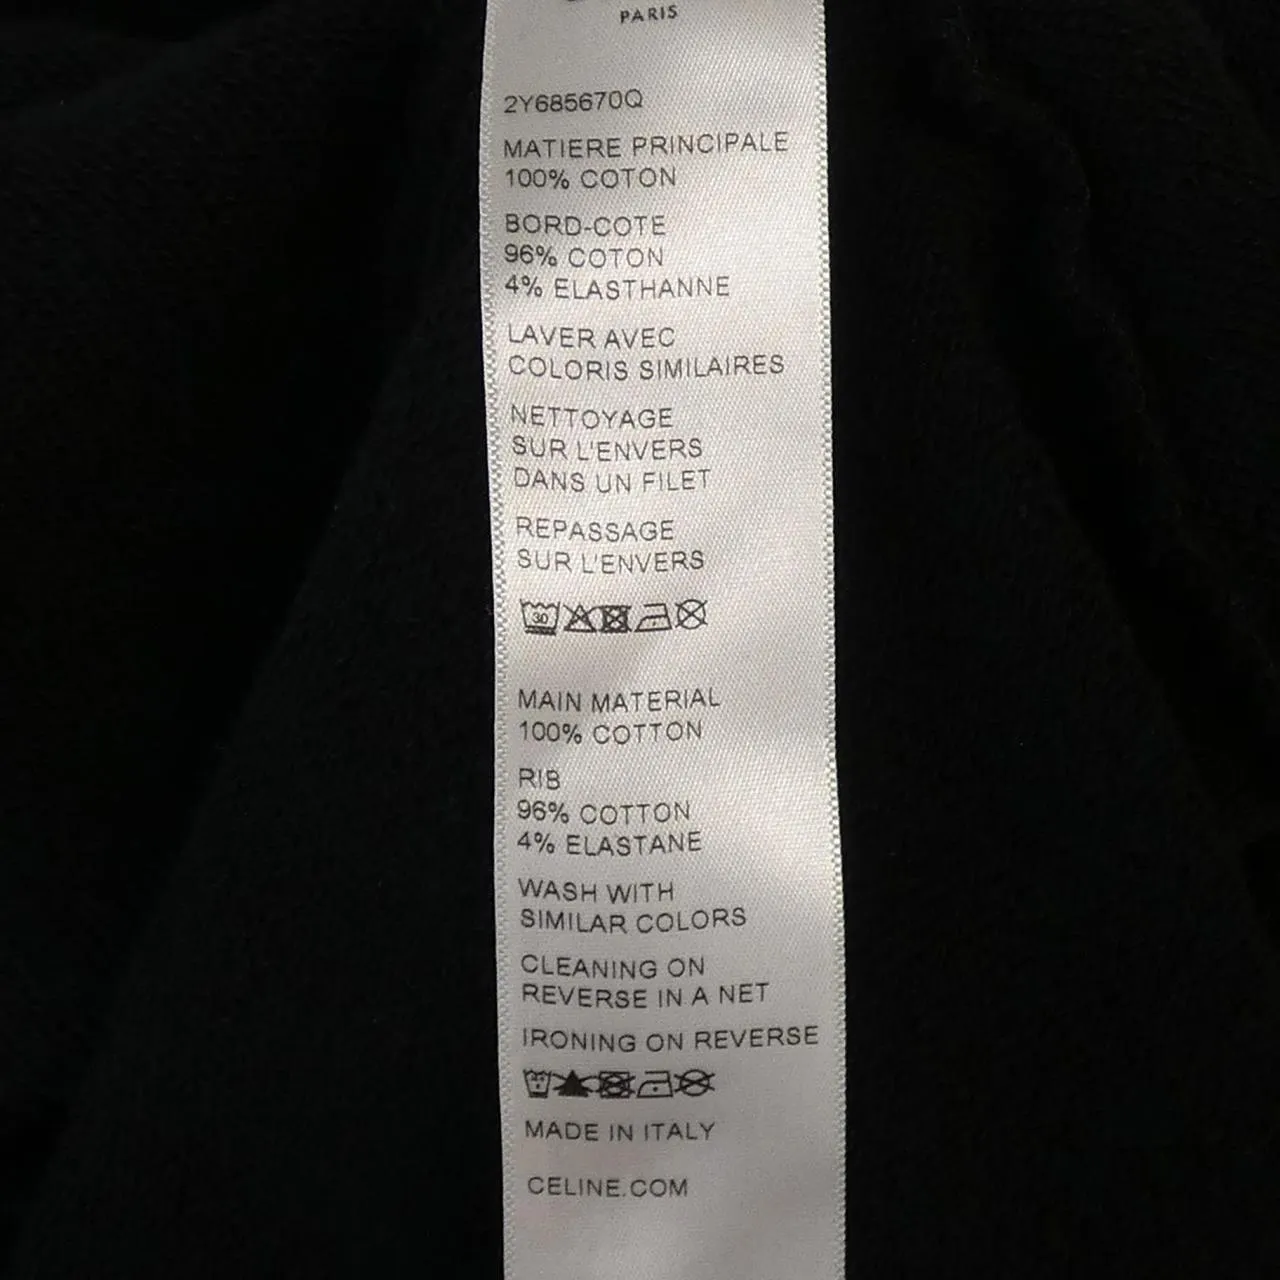 PARIS
2Y685670Q
MATIERE PRINCIPALE
100% COTON
BORD-COTE
96% COTON
4% ELASTHANNE
LAVER AVEC
COLORIS SIMILAIRES
NETTOYAGE
SUR L'ENVERS
DANS UN FILET
REPASSAGE
SUR L'ENVERS
30
MAIN MATERIAL
100% COTTON
RIB
96% COTTON
4% ELASTANE
WASH WITH
SIMILAR COLORS
CLEANING ON
REVERSE IN A NET
IRONING ON REVERSE
MADE IN ITALY
CELINE.COM